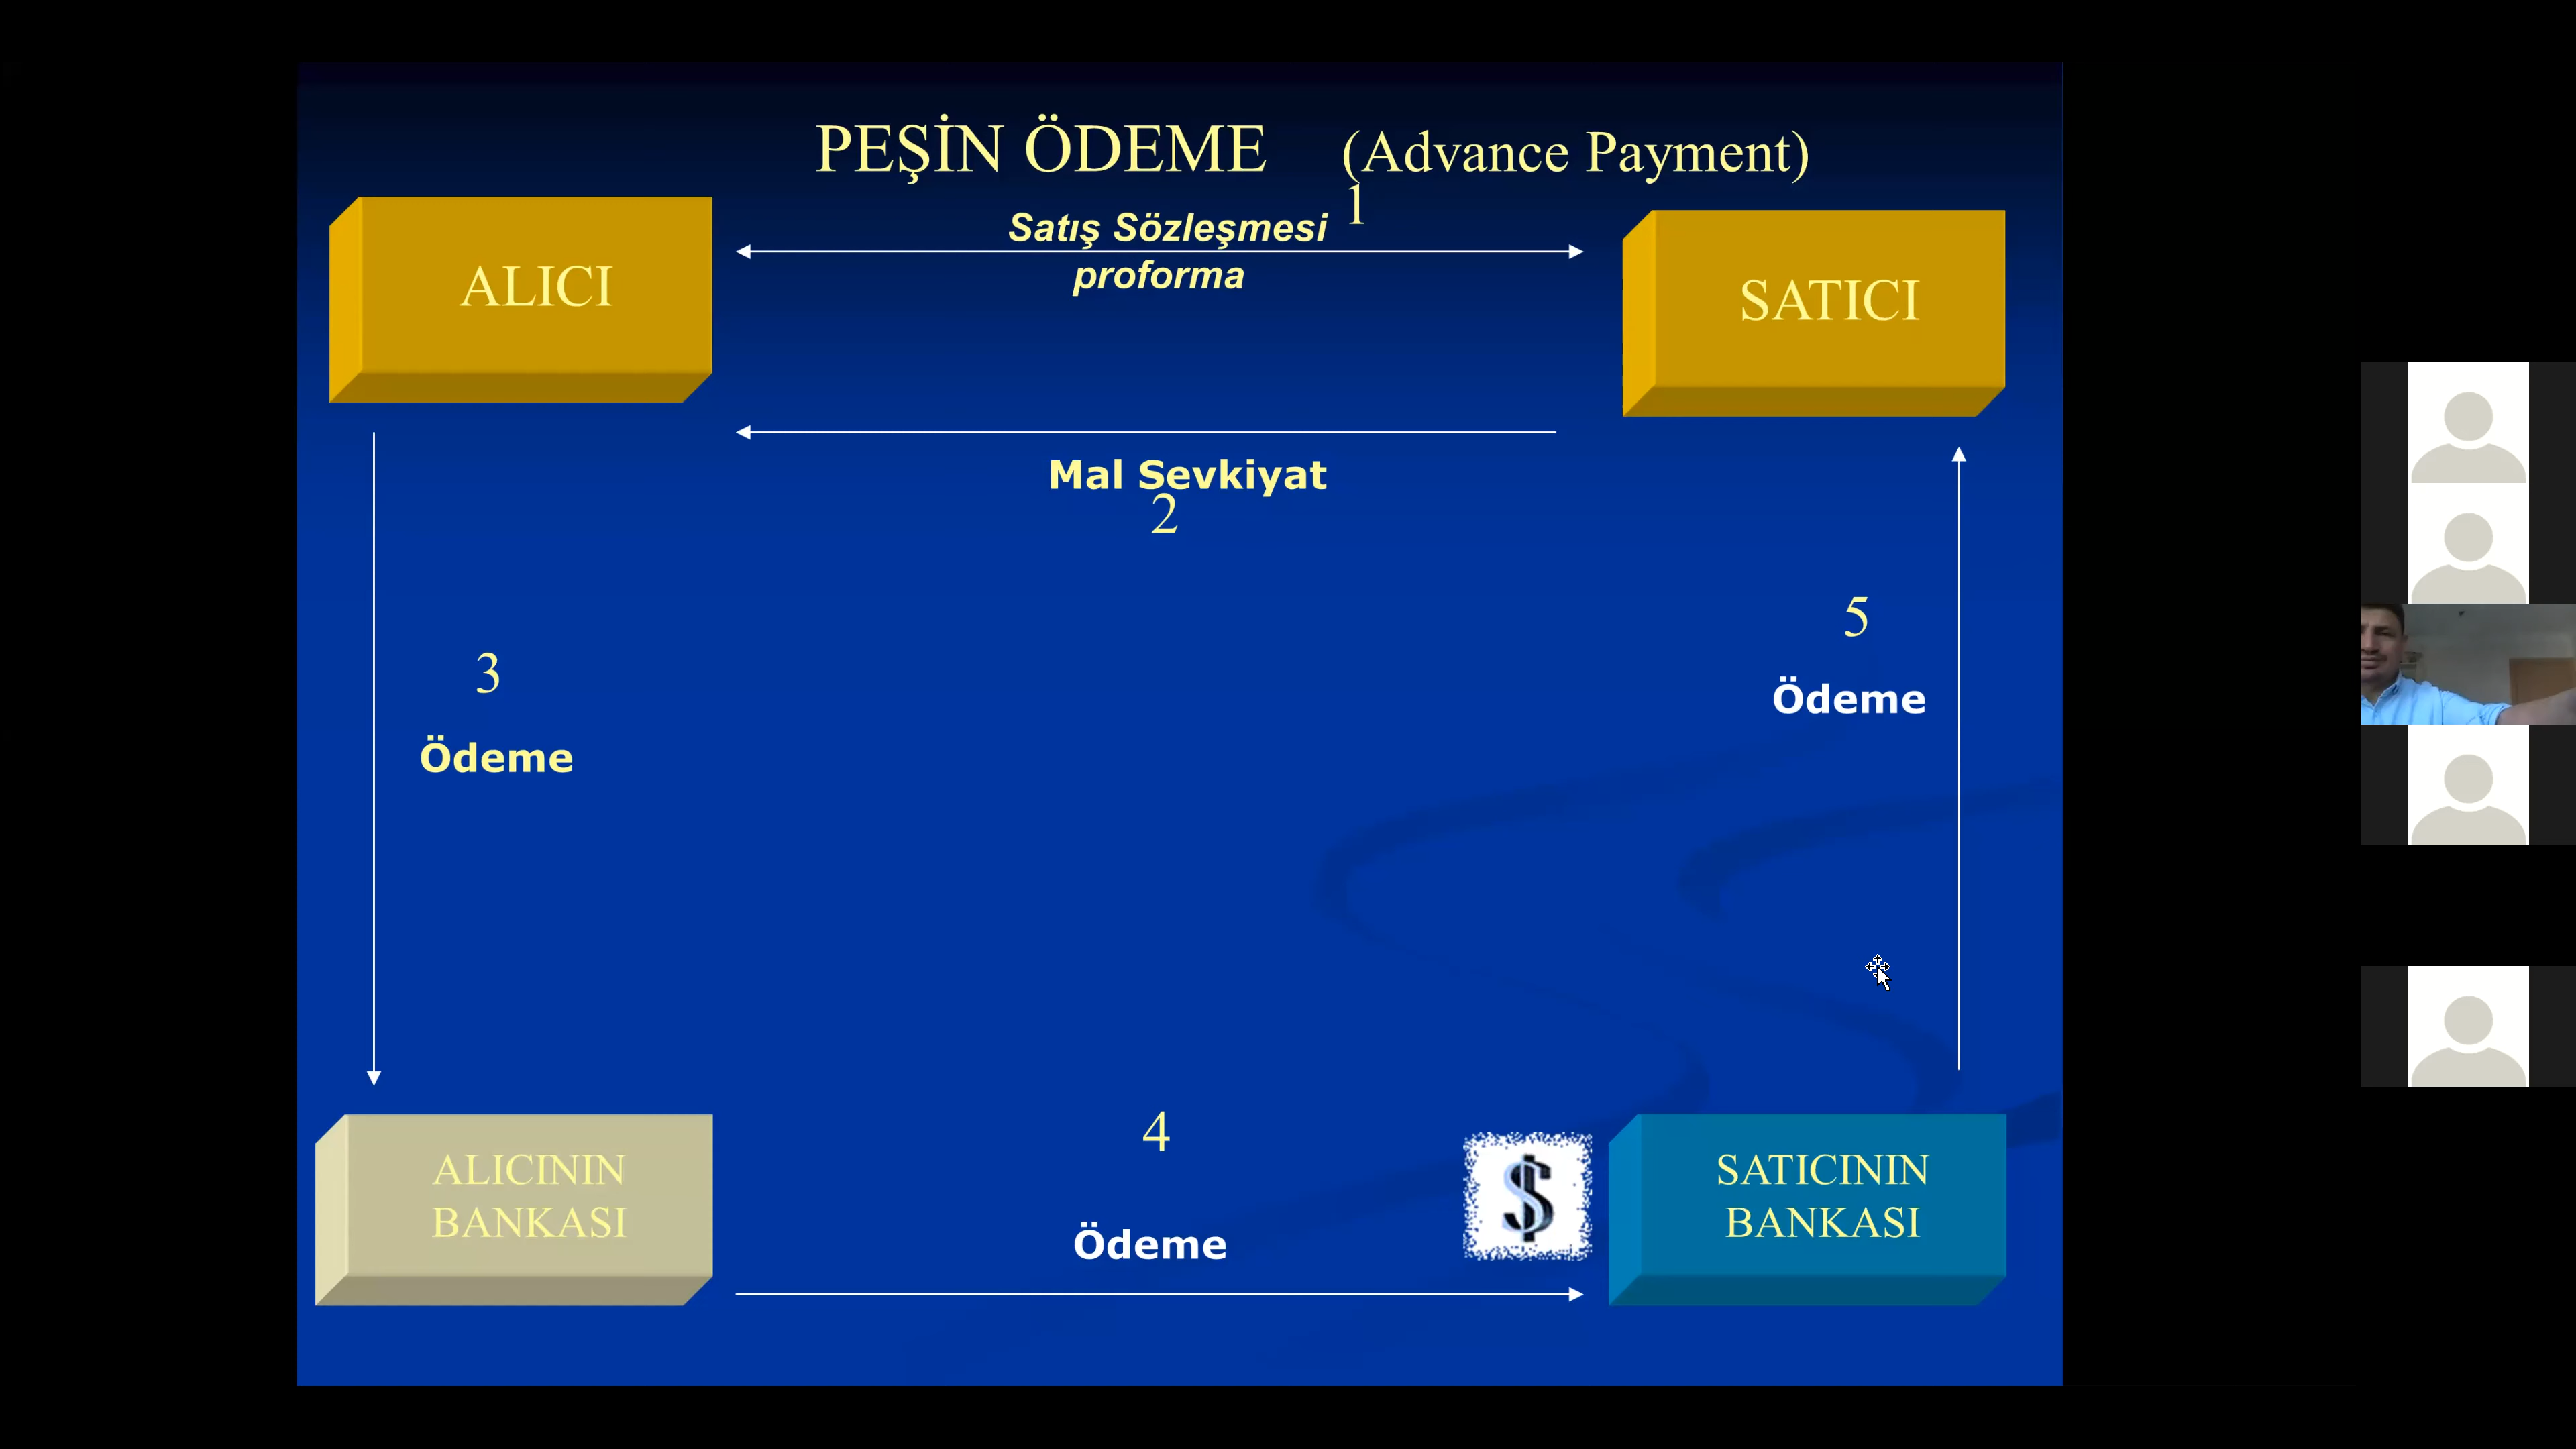 PEŞİN ÖDEME (Advance Payment)
1
Satış Sözleşmesi
proforma
ALICI
SATICI
Mal Sevkiyat
2
3
Ödeme
5
Ödeme
4
Ödeme
$
ALICININ
BANKASI
SATICININ
BANKASI